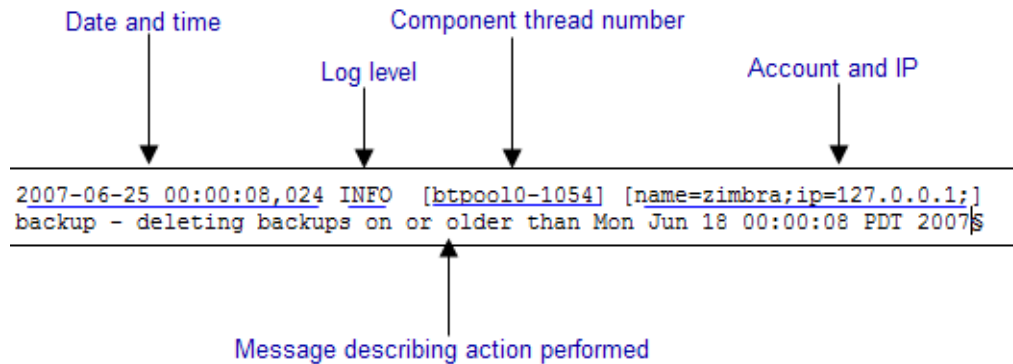 Date and time
Component thread number
Log level
Account and IP
2007-06-25 00:00:08,024 INFO [btpool0-1054] [name=zimbra;ip=127.0.0.1;]
backup - deleting backups on or older than Mon Jun 18 00:00:08 PDT 2007§
Message describing action performed